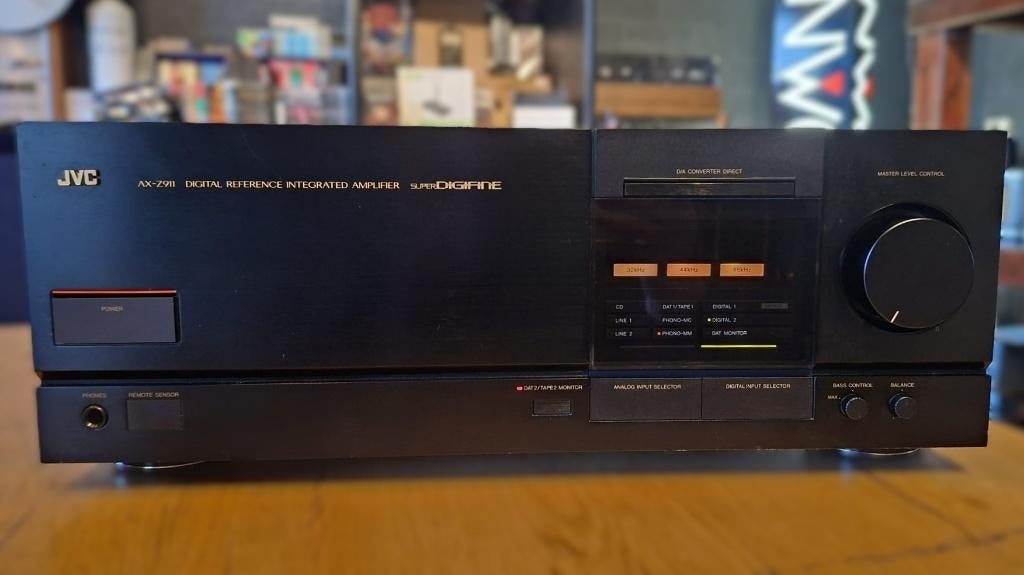 JVC
AX-Z911 DIGITAL REFERENCE INTEGRATED AMPLIFIER SUPER DIGIFINE
D/A CONVERTER DIRECT
MASTER LEVEL CONTROL
32kHz 44kHz 48kHz
POWER
CD DAT1/TAPE1 DIGITAL 1
LINE 1 PHONO-MC DIGITAL 2
LINE 2 PHONO-MM DAT MONITOR
0
PHONES REMOTE SENSOR DAT2/TAPE2 MONITOR ANALOG INPUT SELECTOR DIGITAL INPUT SELECTOR BASS CONTROL BALANCE
MAX